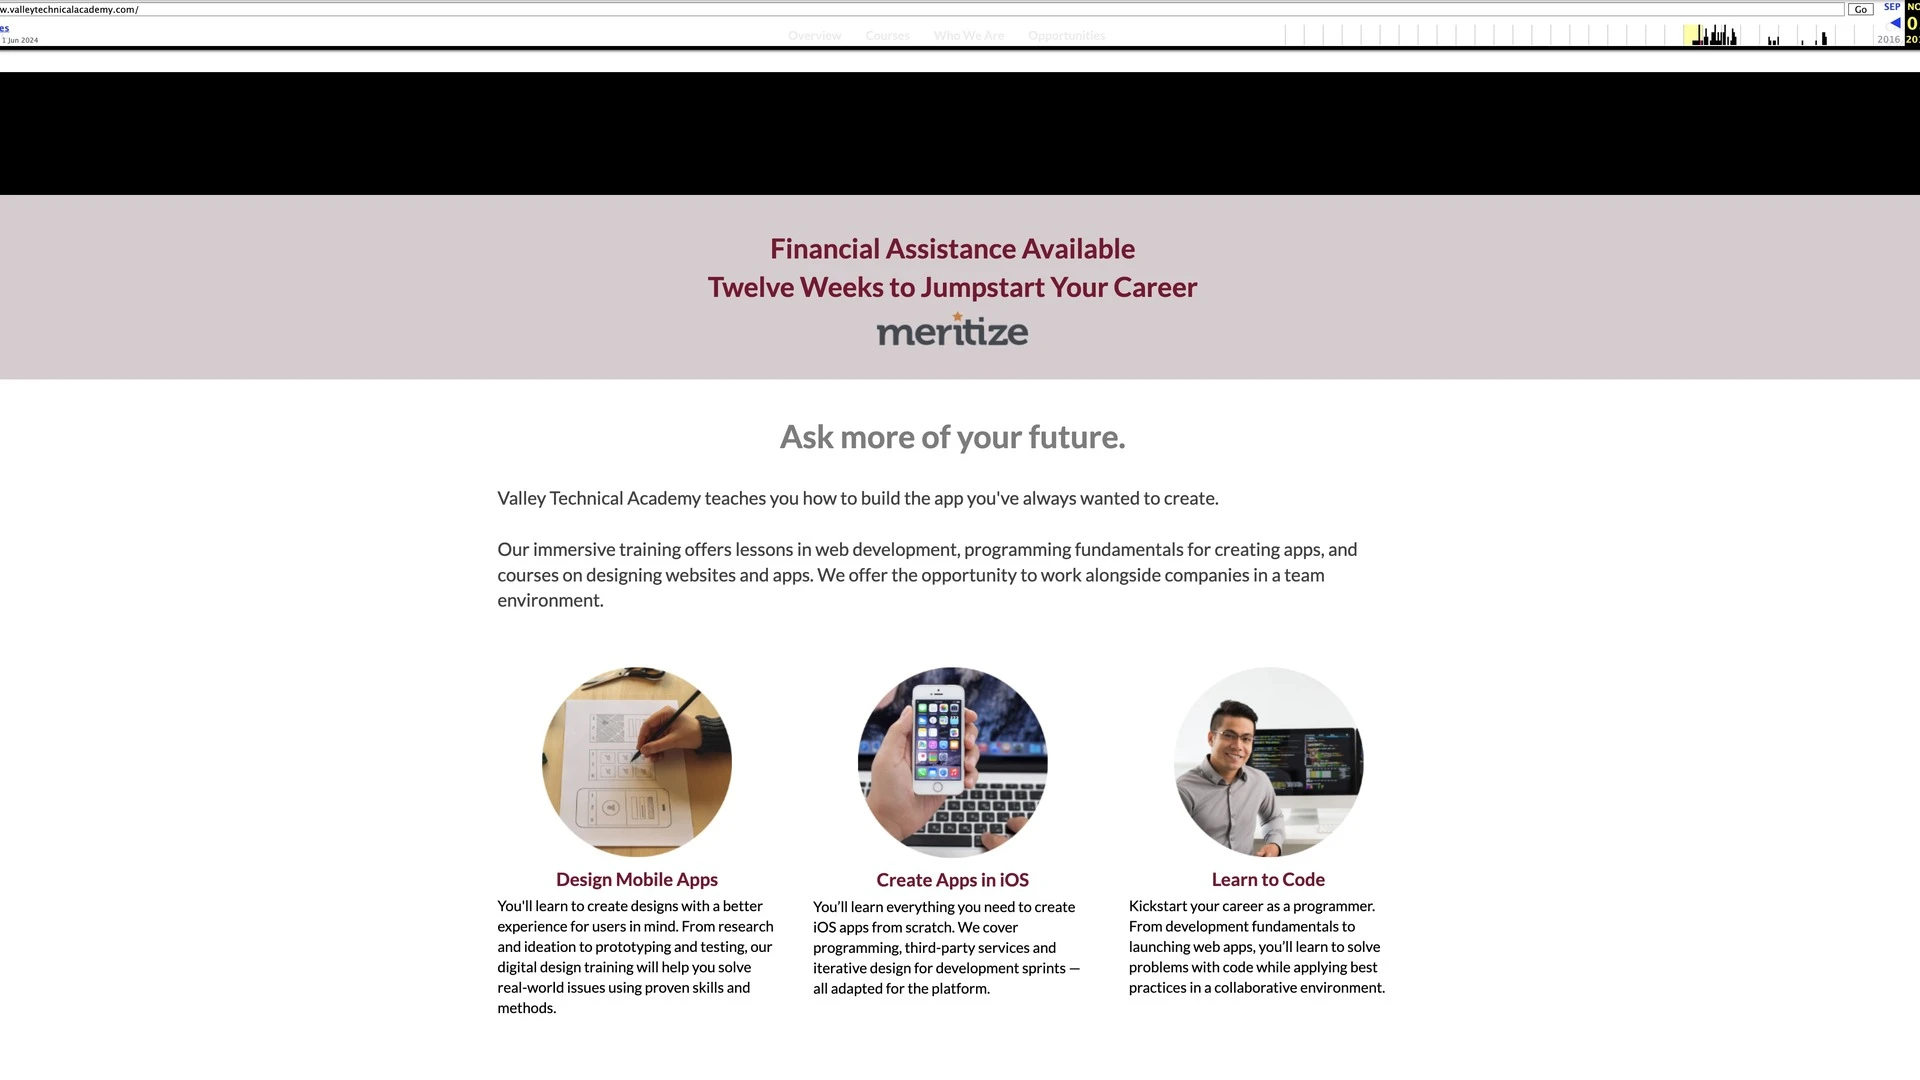 w.valleytechnicalacademy.com/
Go
SEP
NO
es
1 Jun 2024
Overview
Courses
Who We Are
Opportunities
0
2016
201
Financial Assistance Available
Twelve Weeks to Jumpstart Your Career
meritize
Ask more of your future.
Valley Technical Academy teaches you how to build the app you've always wanted to create.
Our immersive training offers lessons in web development, programming fundamentals for creating apps, and
courses on designing websites and apps. We offer the opportunity to work alongside companies in a team
environment.
Design Mobile Apps
You'll learn to create designs with a better
experience for users in mind. From research
and ideation to prototyping and testing, our
digital design training will help you solve
real-world issues using proven skills and
methods.
Create Apps in iOS
You’ll learn everything you need to create
iOS apps from scratch. We cover
programming, third-party services and
iterative design for development sprints —
all adapted for the platform.
Learn to Code
Kickstart your career as a programmer.
From development fundamentals to
launching web apps, you’ll learn to solve
problems with code while applying best
practices in a collaborative environment.